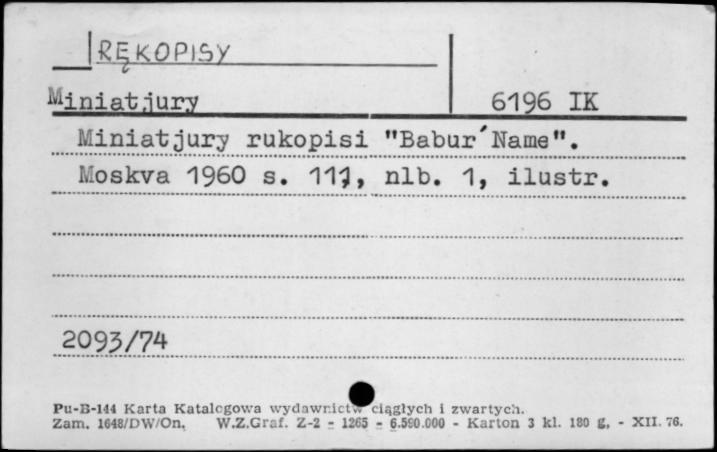 RĘKOPISY
Miniatjury 6196 IK
Miniatjury rukopisi "Babur´Name".
Moskva 1960 s. 111, nlb. 1, ilustr.
2093/74
Pu-B-144 Karta Katalogowa wydawnictw ciągłych i zwartych.
Zam. 1648/DW/On. W.Z.Graf. Z-2 - 1265 - 6.590.000 - Karton 3 kl. 180 g, - XII. 76.